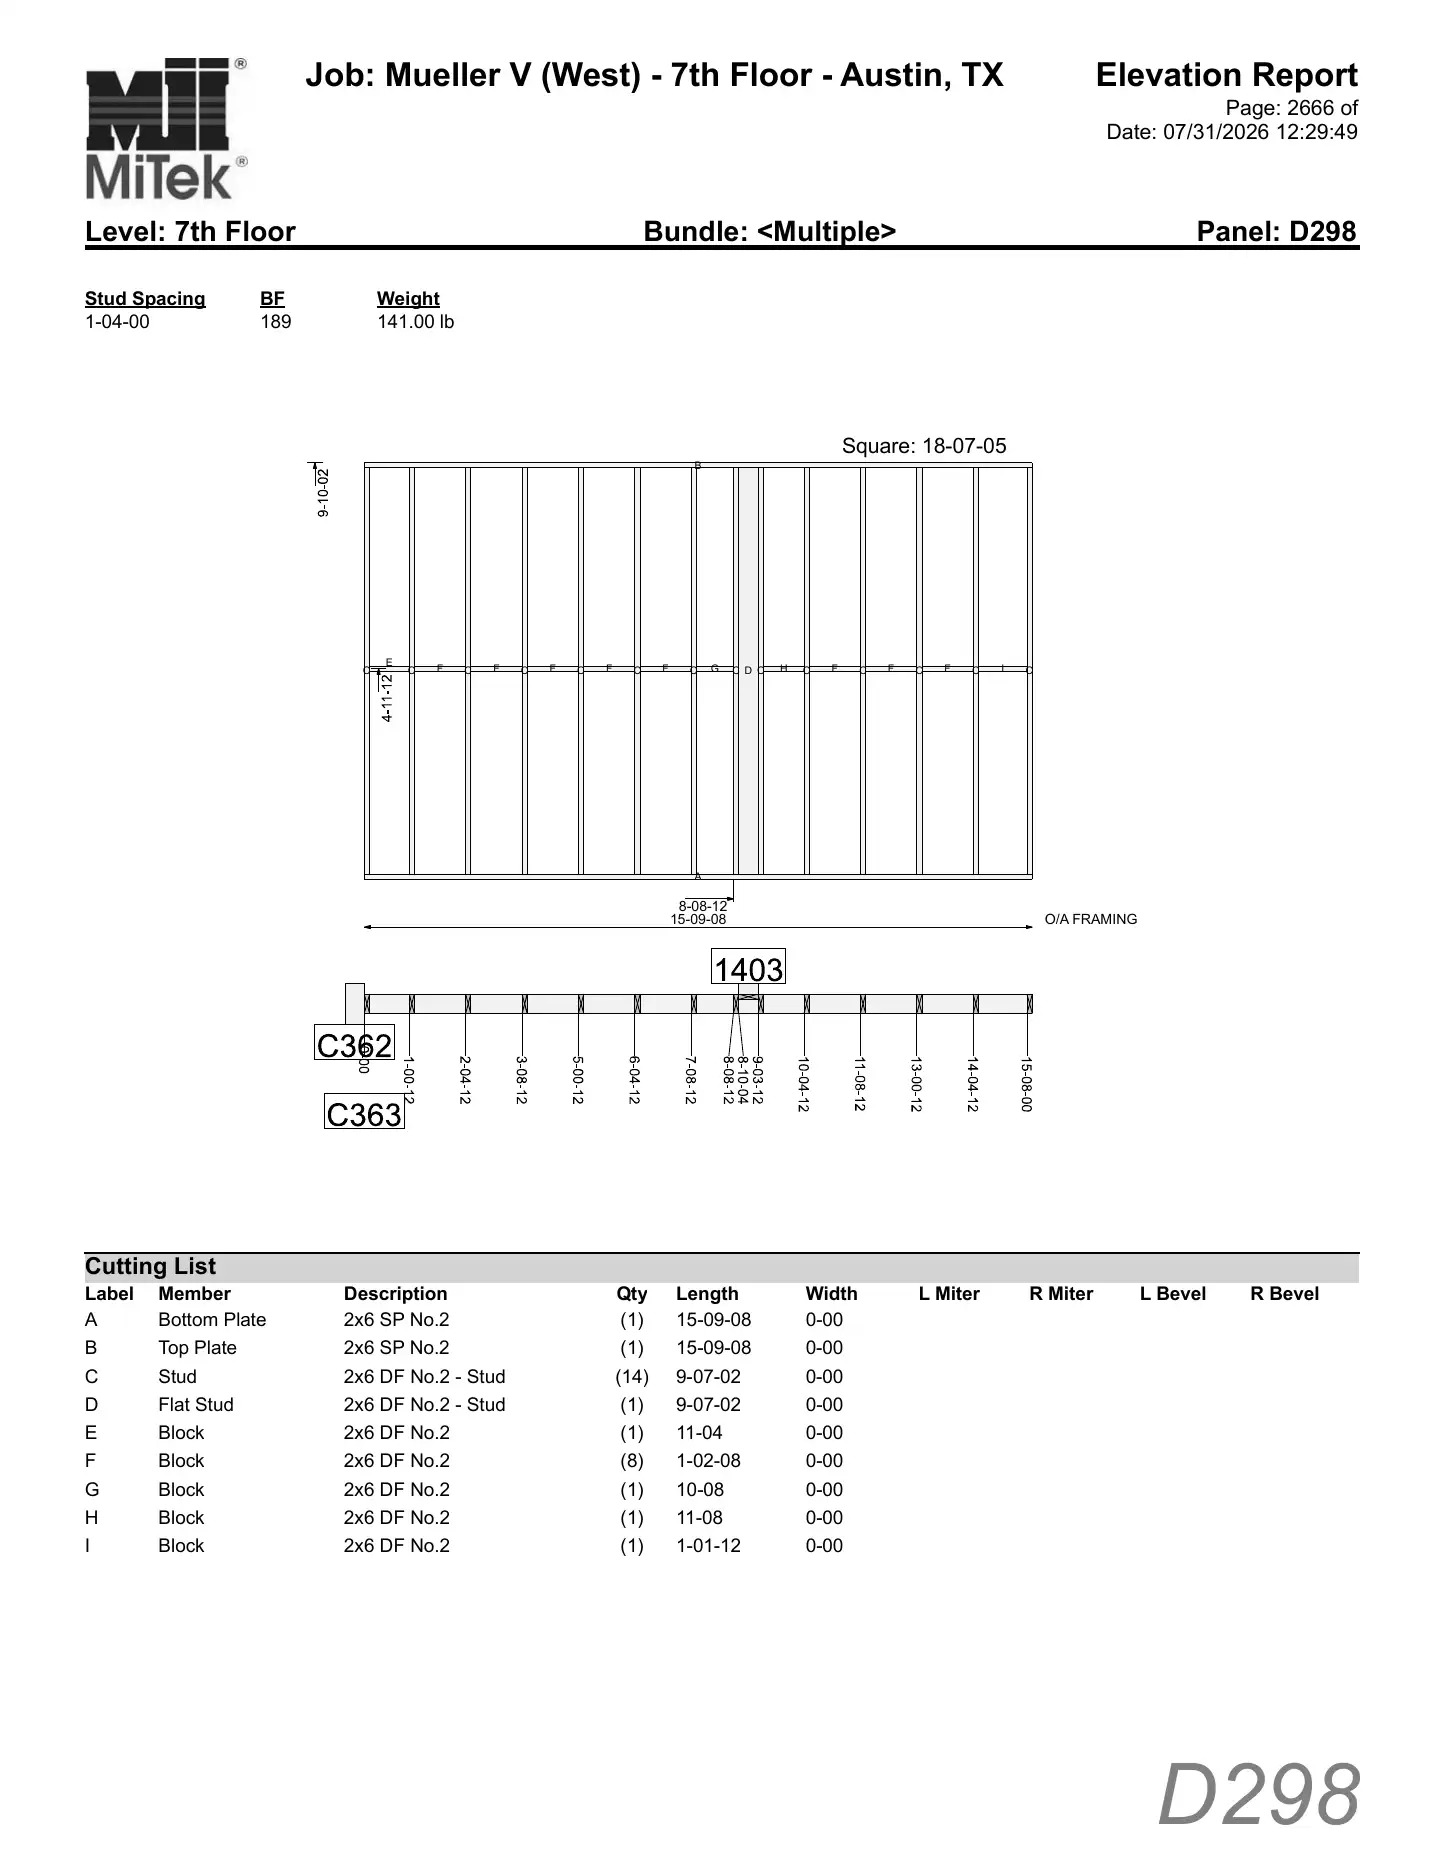 MiTek®
Job: Mueller V (West) - 7th Floor - Austin, TX
Elevation Report
Page: 2666 of
Date: 07/31/2026 12:29:49
Level: 7th Floor Bundle: <Multiple> Panel: D298
Stud Spacing BF Weight
1-04-00 189 141.00 lb
Square: 18-07-05
B
9-10-02
E F F F F F G D H F F F I
4-11-12
A
8-08-12
15-09-08
O/A FRAMING
1403
C362
C363
1-00-12 2-04-12 3-08-12 5-00-12 6-04-12 7-08-12 8-08-12 8-10-04 9-03-12 10-04-12 11-08-12 13-00-12 14-04-12 15-08-00
Cutting List
Label Member Description Qty Length Width L Miter R Miter L Bevel R Bevel
A Bottom Plate 2x6 SP No.2 (1) 15-09-08 0-00
B Top Plate 2x6 SP No.2 (1) 15-09-08 0-00
C Stud 2x6 DF No.2 - Stud (14) 9-07-02 0-00
D Flat Stud 2x6 DF No.2 - Stud (1) 9-07-02 0-00
E Block 2x6 DF No.2 (1) 11-04 0-00
F Block 2x6 DF No.2 (8) 1-02-08 0-00
G Block 2x6 DF No.2 (1) 10-08 0-00
H Block 2x6 DF No.2 (1) 11-08 0-00
I Block 2x6 DF No.2 (1) 1-01-12 0-00
D298